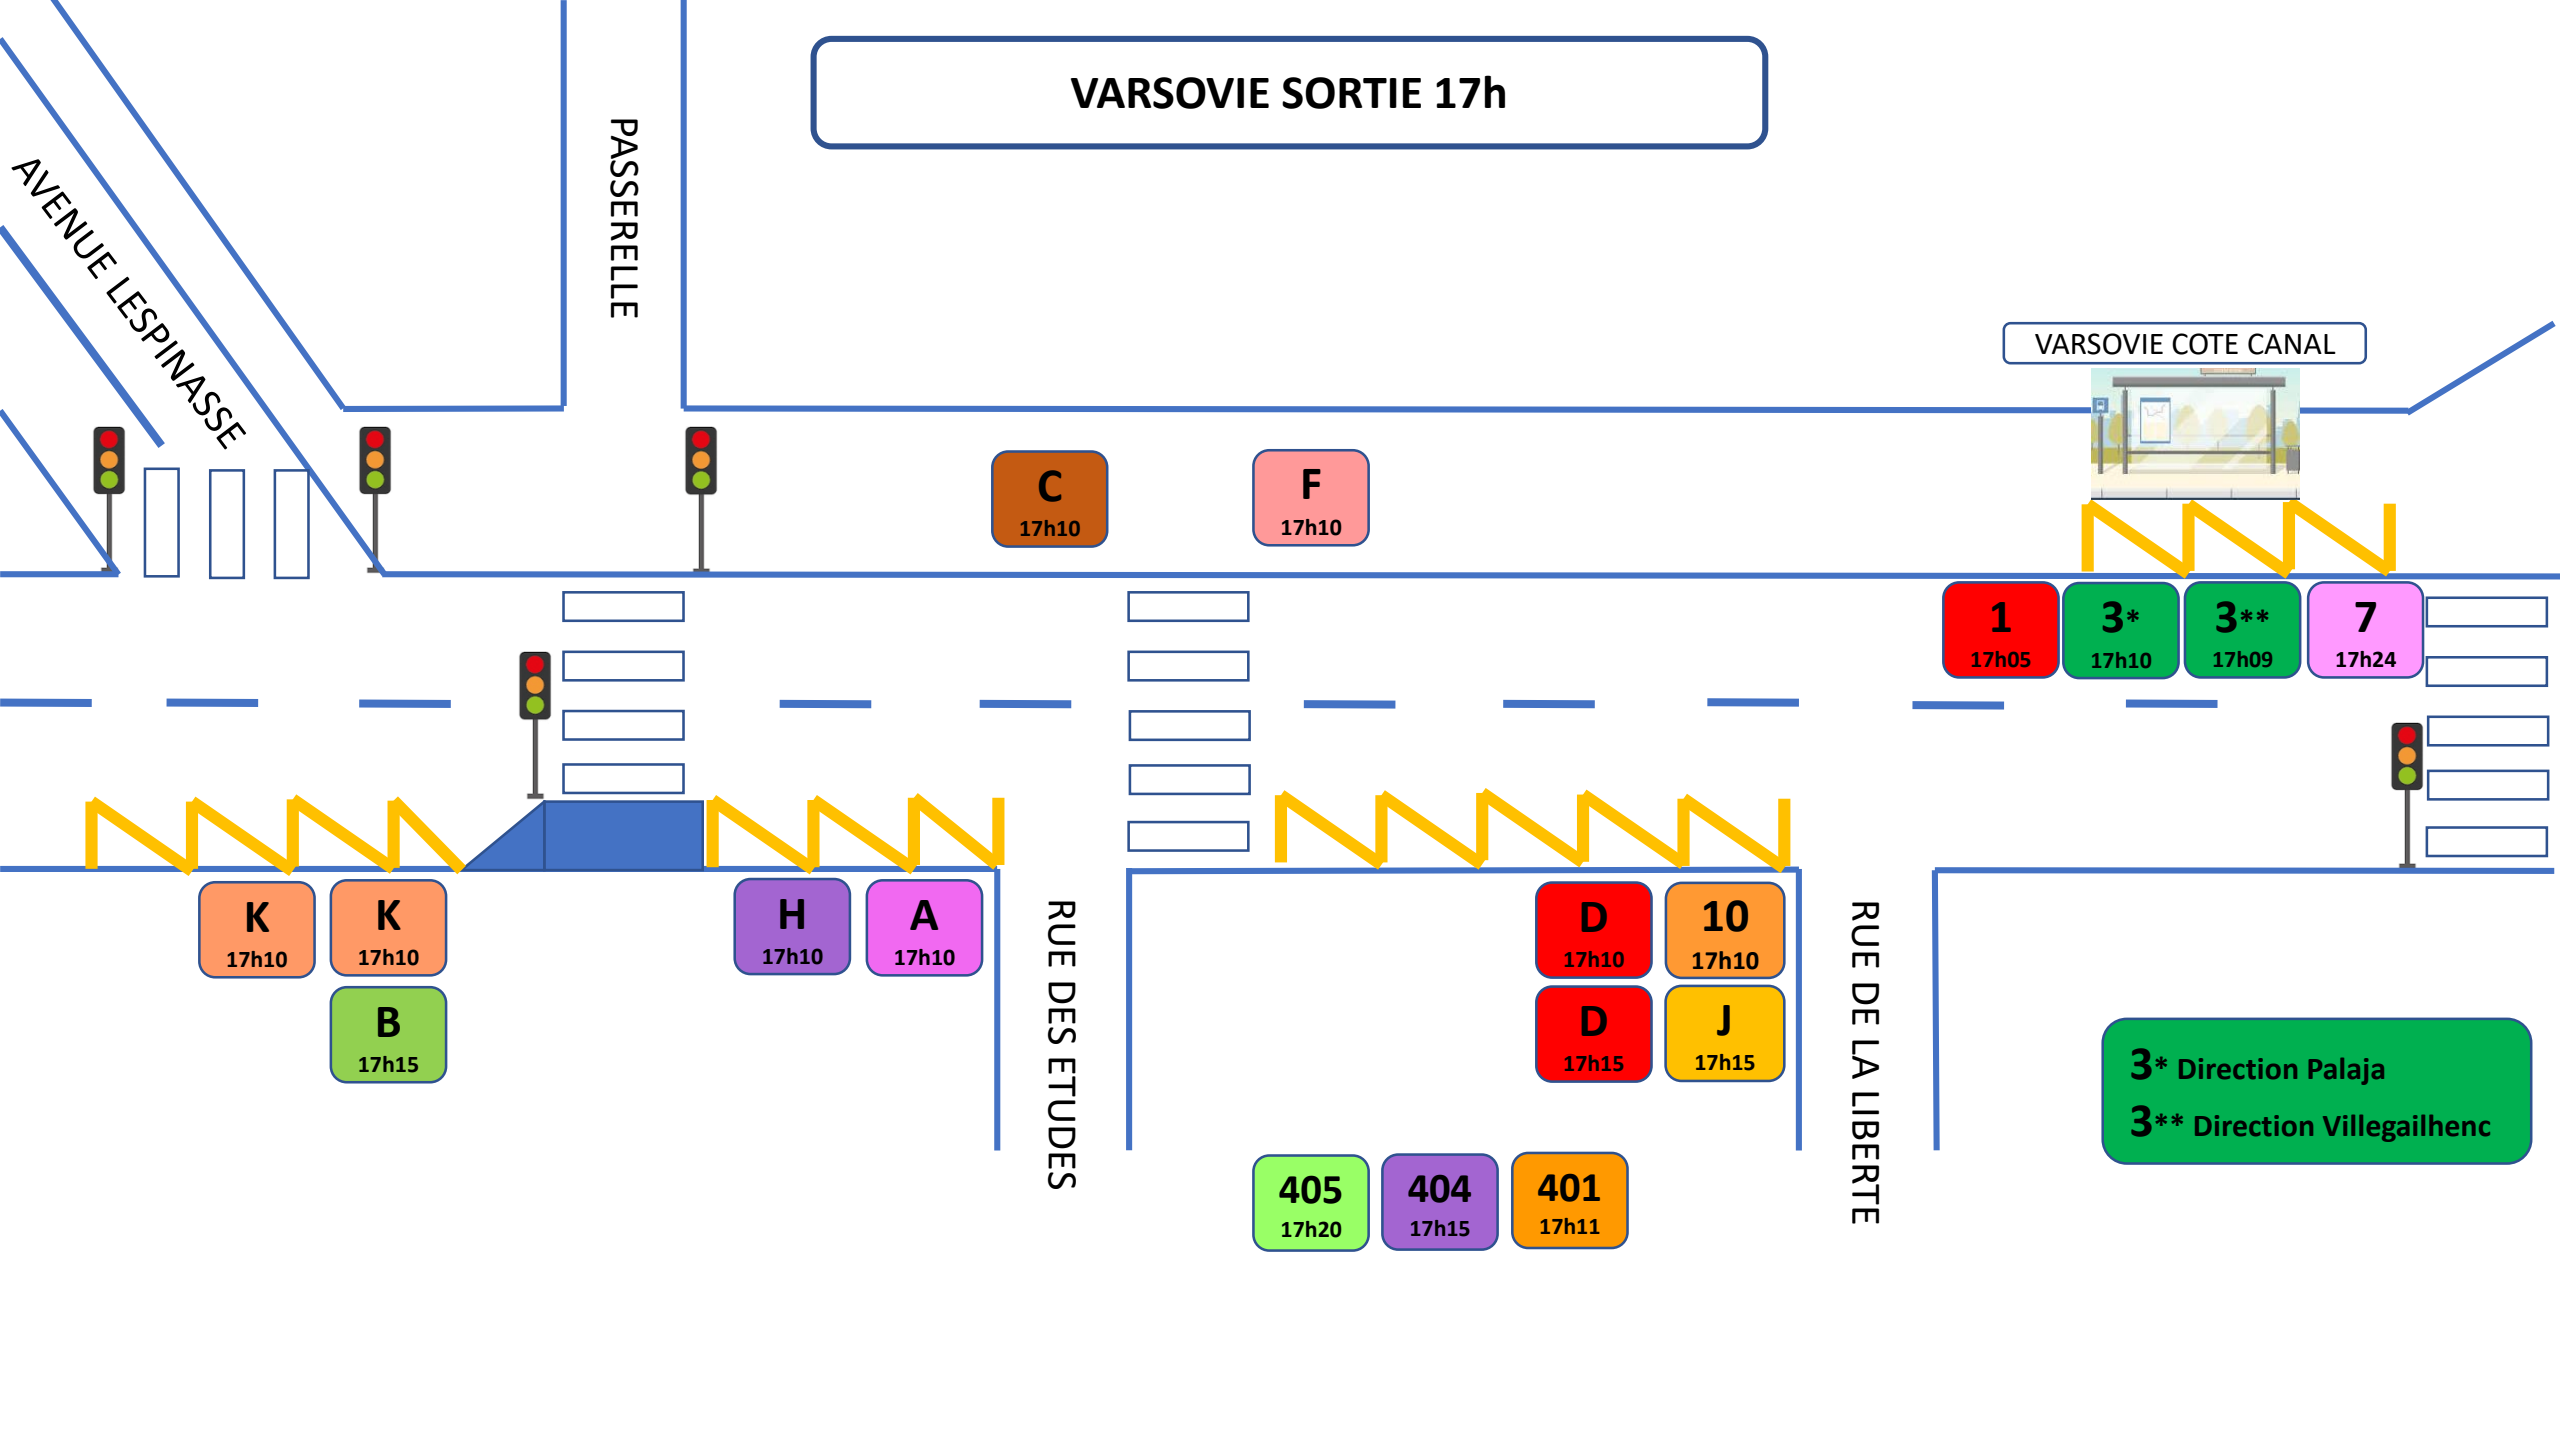 VARSOVIE SORTIE 17h
PASSERELLE
AVENUE LESPINASSE
VARSOVIE COTE CANAL
C
17h10
F
17h10
1
17h05
3*
17h10
3**
17h09
7
17h24
K
17h10
K
17h10
B
17h15
H
17h10
A
17h10
RUE DES ETUDES
D
17h10
10
17h10
D
17h15
J
17h15
RUE DE LA LIBERTE
405
17h20
404
17h15
401
17h11
3* Direction Palaja
3** Direction Villegailhenc